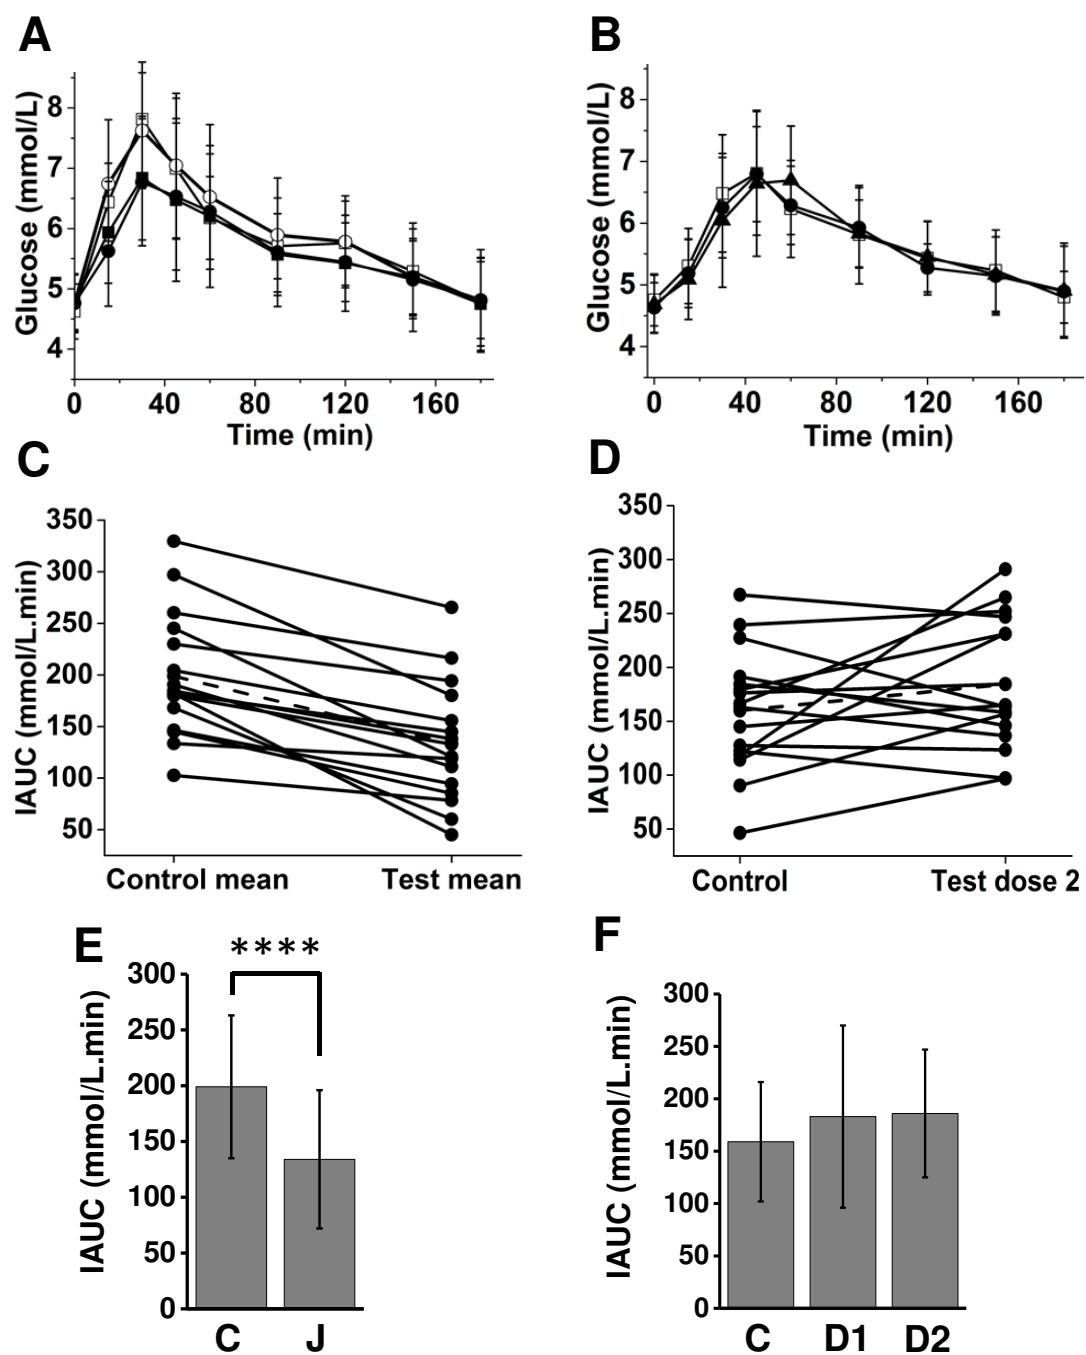 A
B
Glucose (mmol/L)
8
7
6
5
4
0 40 80 120 160
Time (min)
Glucose (mmol/L)
8
7
6
5
4
0 40 80 120 160
Time (min)
C
D
IAUC (mmol/L.min)
350
300
250
200
150
100
50
Control mean Test mean
IAUC (mmol/L.min)
350
300
250
200
150
100
50
Control Test dose 2
E
F
****
IAUC (mmol/L.min)
300
250
200
150
100
50
0
C J
IAUC (mmol/L.min)
300
250
200
150
100
50
0
C D1 D2